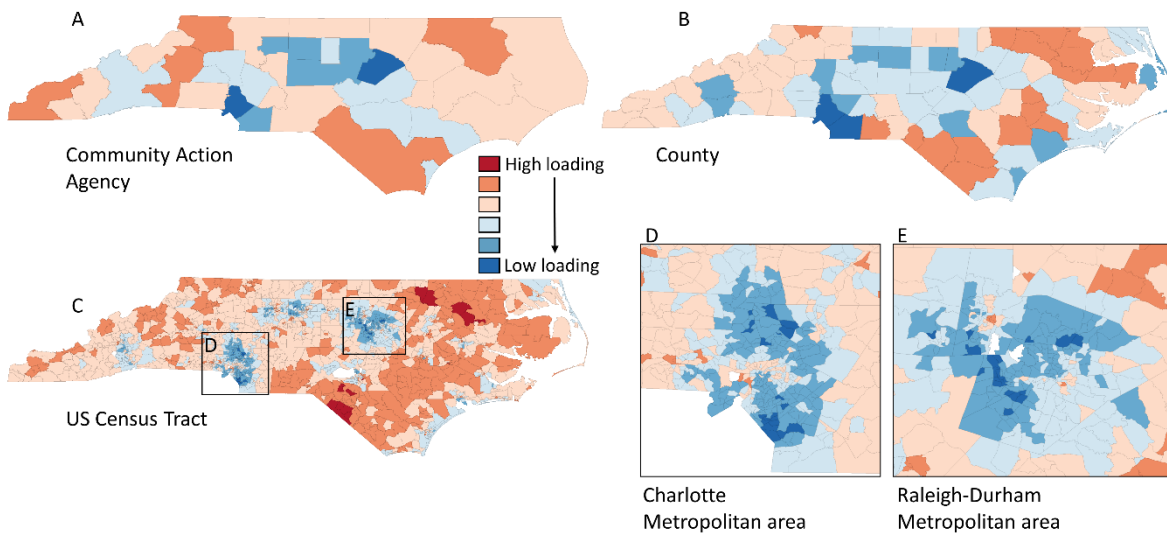 A
Community Action
Agency
B
County
High loading
Low loading
C
D
E
US Census Tract
D
Charlotte
Metropolitan area
E
Raleigh-Durham
Metropolitan area